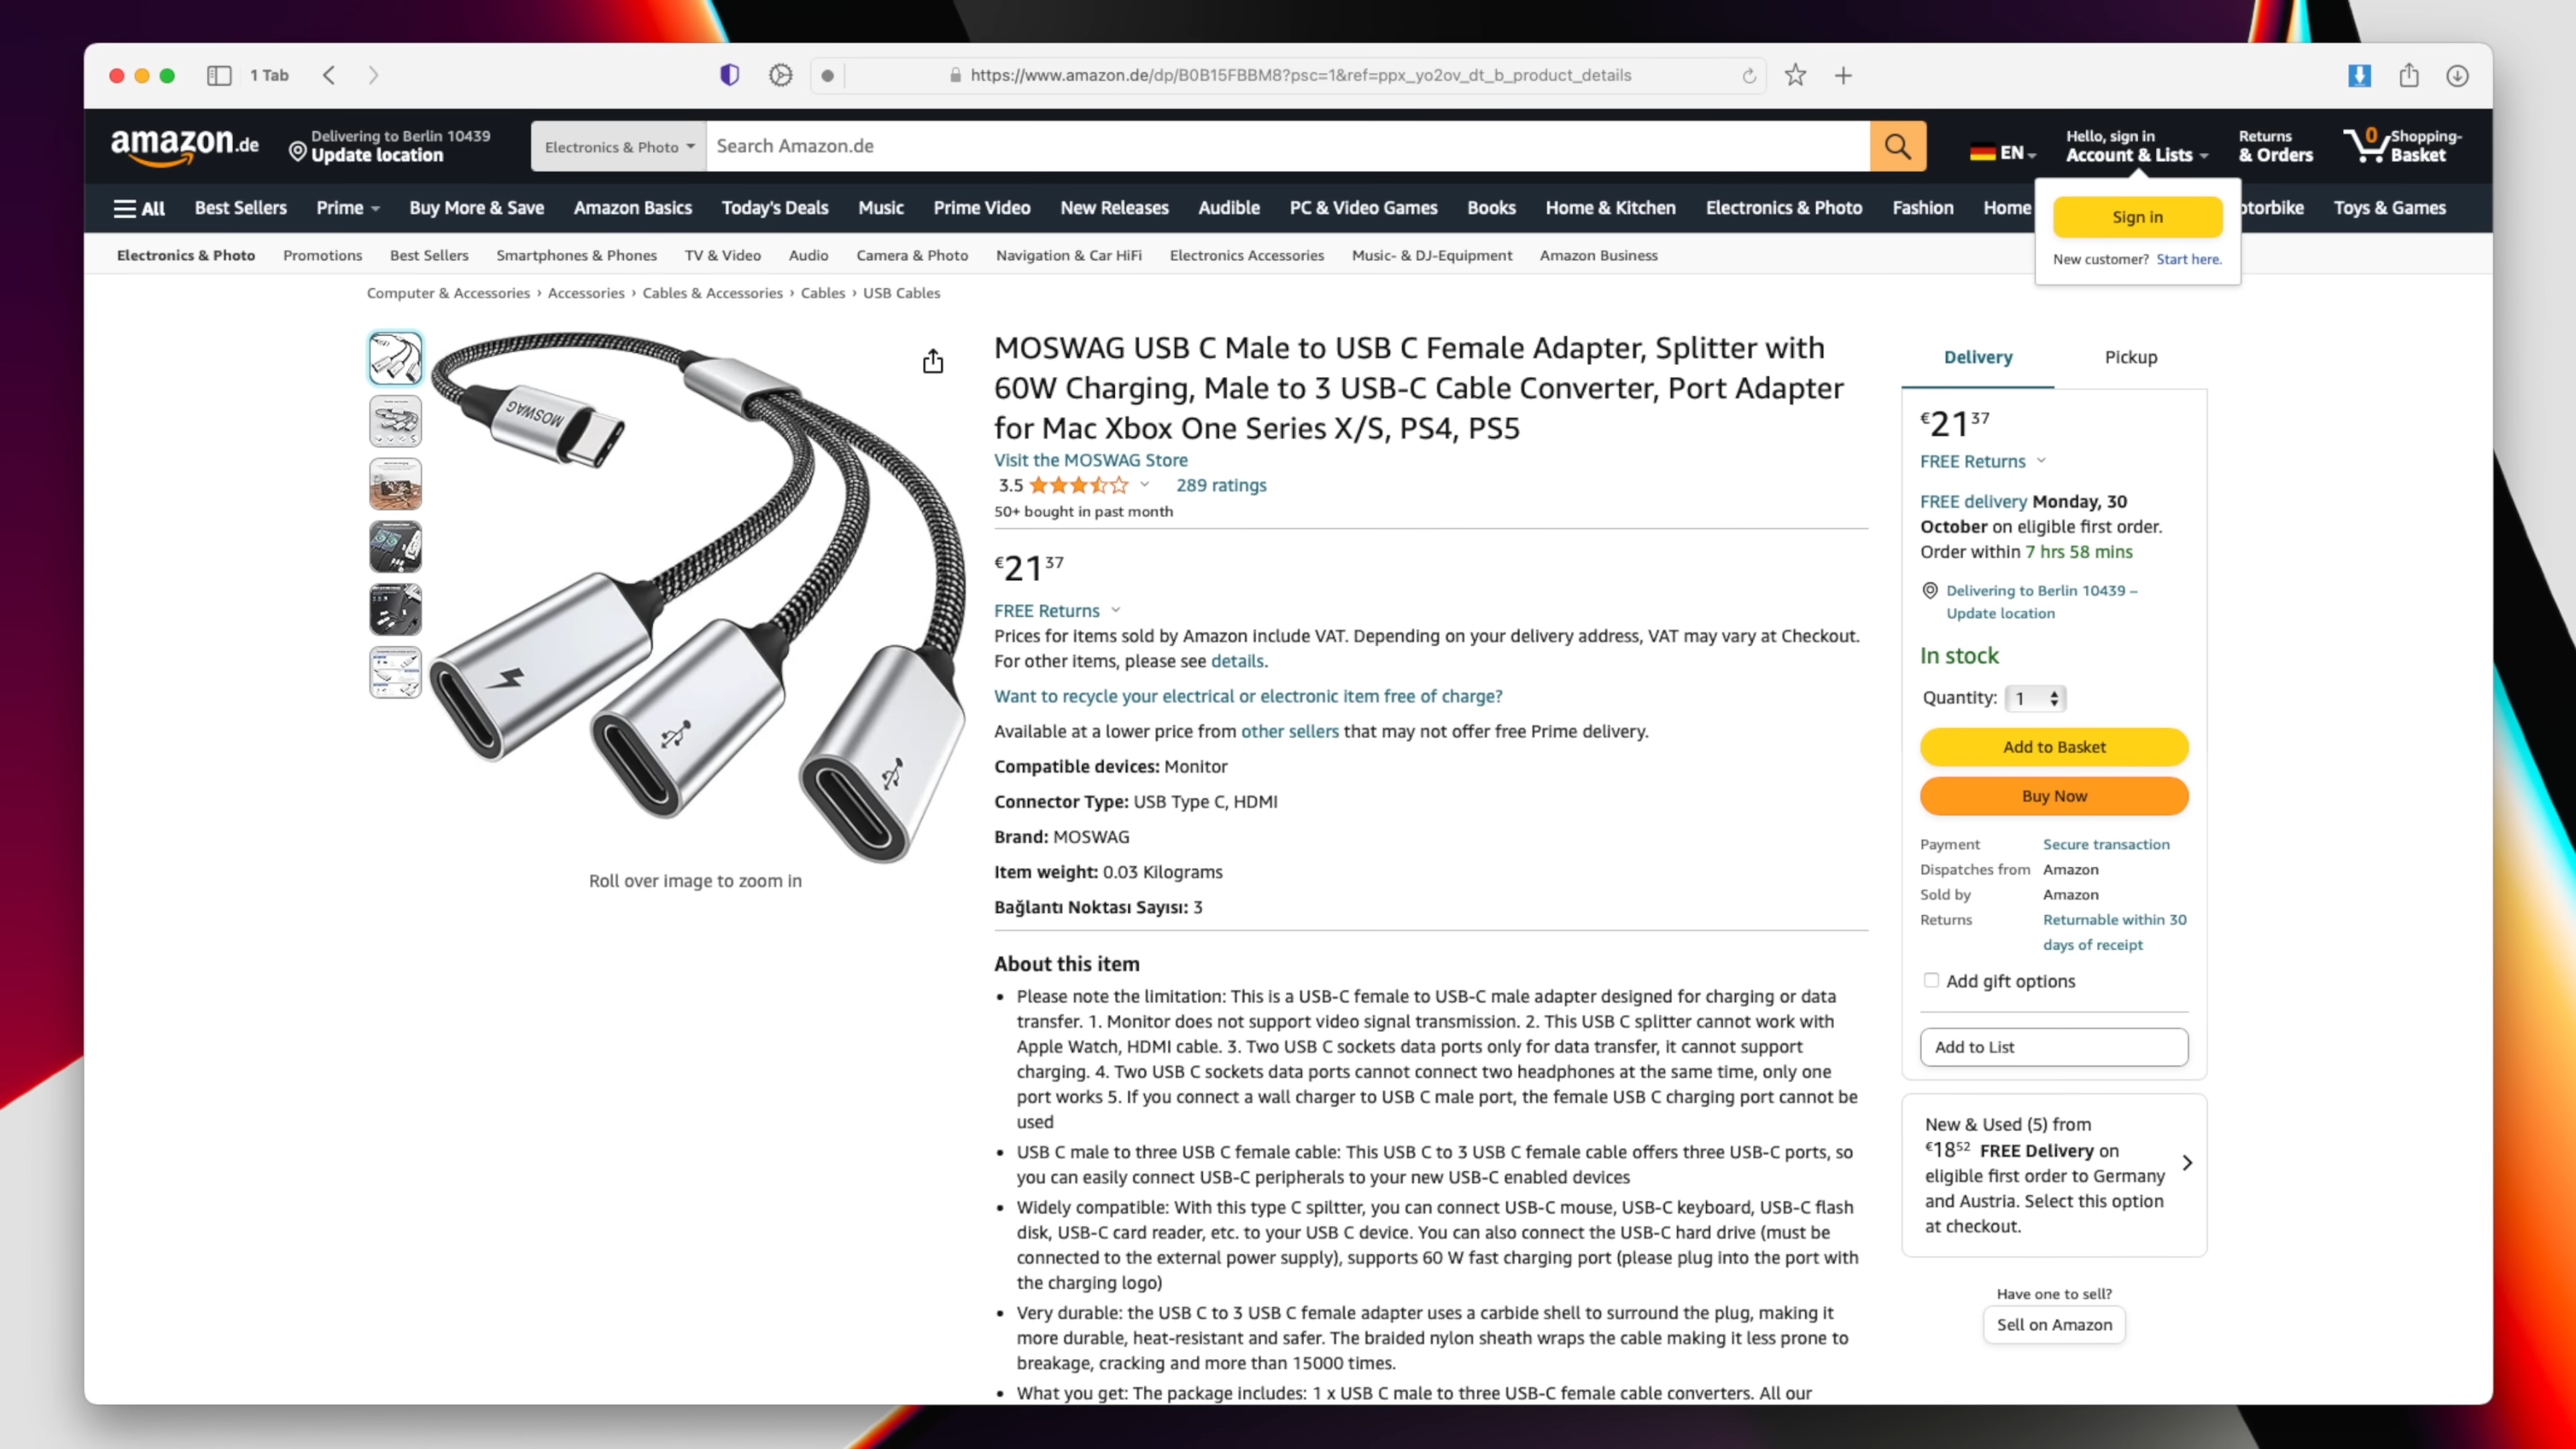 1 Tab
https://www.amazon.de/dp/B0B15FBBM8?psc=1&ref=ppx_yo2ov_dt_b_product_details
amazon.de
Delivering to Berlin 10439
Update location
Electronics & Photo
Search Amazon.de
EN
Hello, sign in
Account & Lists
Returns
& Orders
0
Shopping-
Basket
All
Best Sellers
Prime
Buy More & Save
Amazon Basics
Today's Deals
Music
Prime Video
New Releases
Audible
PC & Video Games
Books
Home & Kitchen
Electronics & Photo
Fashion
Home
otorbike
Toys & Games
Sign in
New customer? Start here.
Electronics & Photo
Promotions
Best Sellers
Smartphones & Phones
TV & Video
Audio
Camera & Photo
Navigation & Car HiFi
Electronics Accessories
Music- & DJ-Equipment
Amazon Business
Computer & Accessories › Accessories › Cables & Accessories › Cables › USB Cables
MOSWAG
Roll over image to zoom in
MOSWAG USB C Male to USB C Female Adapter, Splitter with
60W Charging, Male to 3 USB-C Cable Converter, Port Adapter
for Mac Xbox One Series X/S, PS4, PS5
Visit the MOSWAG Store
3.5
289 ratings
50+ bought in past month
€21 37
FREE Returns
Prices for items sold by Amazon include VAT. Depending on your delivery address, VAT may vary at Checkout.
For other items, please see details.
Want to recycle your electrical or electronic item free of charge?
Available at a lower price from other sellers that may not offer free Prime delivery.
Compatible devices: Monitor
Connector Type: USB Type C, HDMI
Brand: MOSWAG
Item weight: 0.03 Kilograms
Bağlantı Noktası Sayısı: 3
About this item
• Please note the limitation: This is a USB-C female to USB-C male adapter designed for charging or data
transfer. 1. Monitor does not support video signal transmission. 2. This USB C splitter cannot work with
Apple Watch, HDMI cable. 3. Two USB C sockets data ports only for data transfer, it cannot support
charging. 4. Two USB C sockets data ports cannot connect two headphones at the same time, only one
port works 5. If you connect a wall charger to USB C male port, the female USB C charging port cannot be
used
• USB C male to three USB C female cable: This USB C to 3 USB C female cable offers three USB-C ports, so
you can easily connect USB-C peripherals to your new USB-C enabled devices
• Widely compatible: With this type C spilter, you can connect USB-C mouse, USB-C keyboard, USB-C flash
disk, USB-C card reader, etc. to your USB C device. You can also connect the USB-C hard drive (must be
connected to the external power supply), supports 60 W fast charging port (please plug into the port with
the charging logo)
• Very durable: the USB C to 3 USB C female adapter uses a carbide shell to surround the plug, making it
more durable, heat-resistant and safer. The braided nylon sheath wraps the cable making it less prone to
breakage, cracking and more than 15000 times.
• What you get: The package includes: 1 x USB C male to three USB-C female cable converters. All our
Delivery
Pickup
€21 37
FREE Returns
FREE delivery Monday, 30
October on eligible first order.
Order within 7 hrs 58 mins
Delivering to Berlin 10439 –
Update location
In stock
Quantity: 1
Add to Basket
Buy Now
Payment Secure transaction
Dispatches from Amazon
Sold by Amazon
Returns Returnable within 30
days of receipt
Add gift options
Add to List
New & Used (5) from
€18 52 FREE Delivery on
eligible first order to Germany
and Austria. Select this option
at checkout.
Have one to sell?
Sell on Amazon